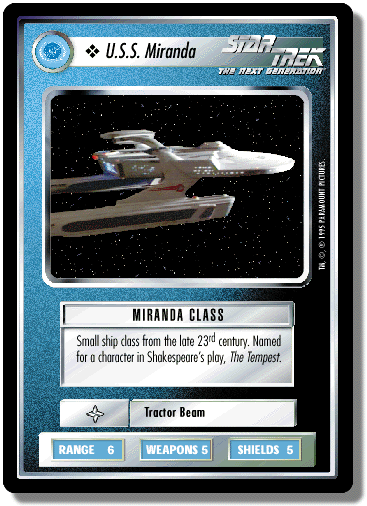 ❖ U.S.S. Miranda
STAR TREK
THE NEXT GENERATION
TM, ©, ® 1995 PARAMOUNT PICTURES.
MIRANDA CLASS
Small ship class from the late 23rd century. Named
for a character in Shakespeare's play, The Tempest.
Tractor Beam
RANGE 6
WEAPONS 5
SHIELDS 5